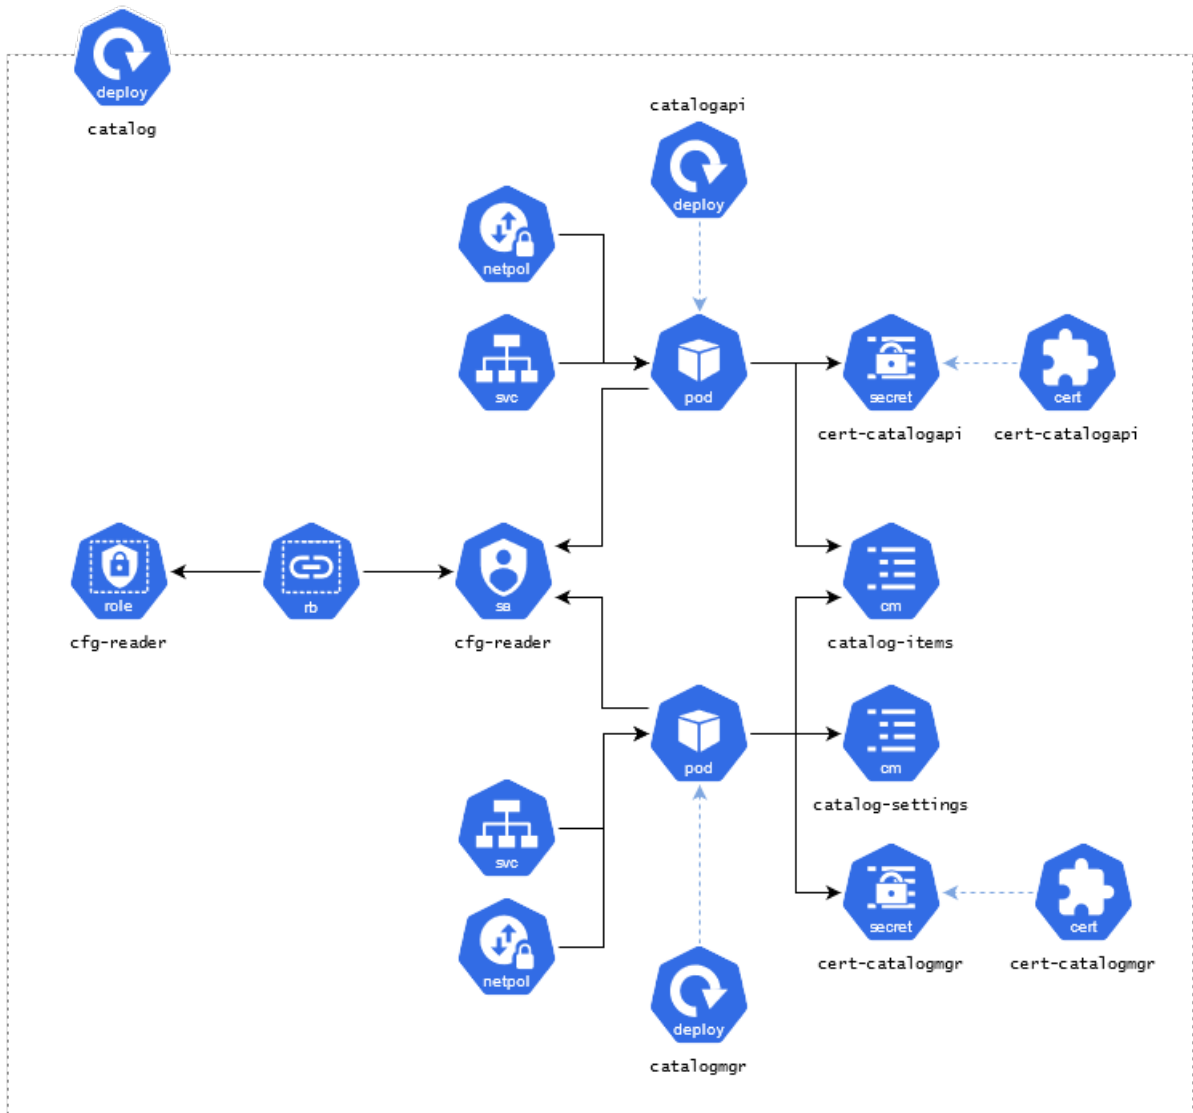 deploy
catalog
catalogapi
deploy
netpol
svc
pod
secret
cert
cert-catalogapi
cert-catalogapi
role
rb
sa
cm
cfg-reader
cfg-reader
catalog-items
pod
cm
catalog-settings
svc
secret
cert
cert-catalogmgr
cert-catalogmgr
netpol
deploy
catalogmgr